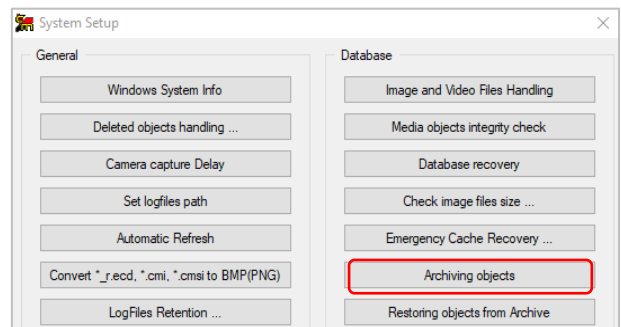 System Setup
General
Windows System Info
Deleted objects handling ...
Camera capture Delay
Set logfiles path
Automatic Refresh
Convert *_r.ecd, *.cmi, *.cmsi to BMP(PNG)
LogFiles Retention ...
Database
Image and Video Files Handling
Media objects integrity check
Database recovery
Check image files size ...
Emergency Cache Recovery ...
Archiving objects
Restoring objects from Archive